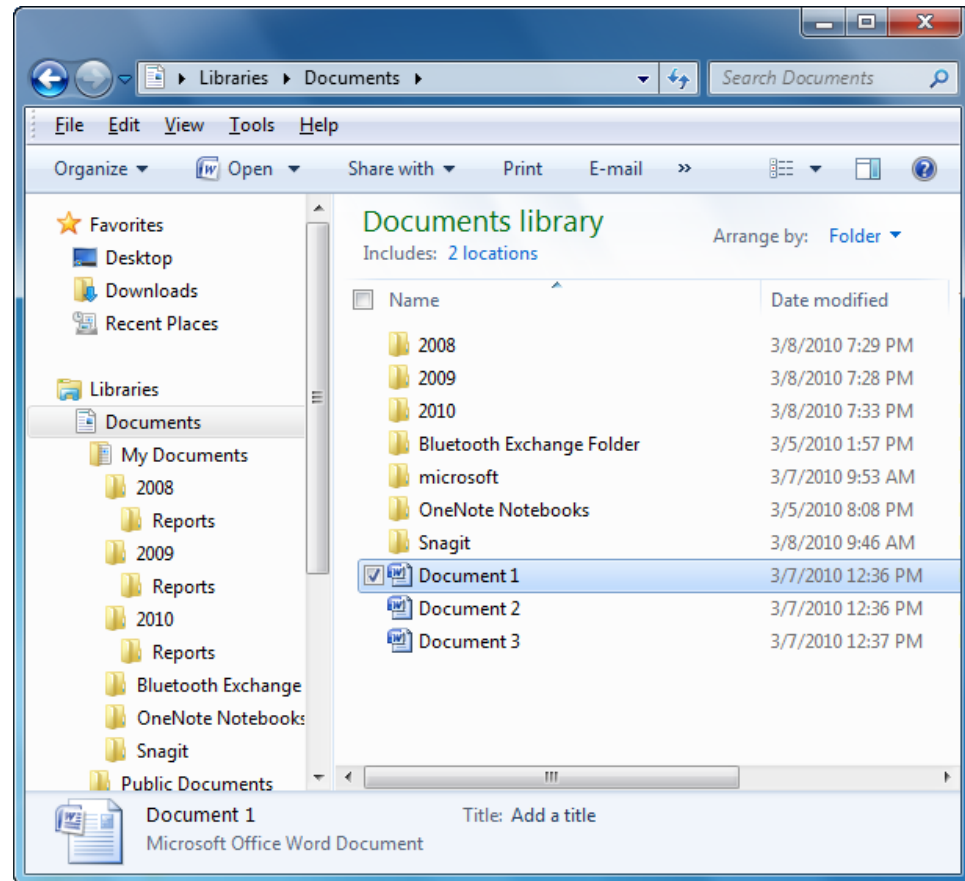 Libraries Documents
Search Documents
File Edit View Tools Help
Organize Open Share with Print E-mail »
Favorites
Desktop
Downloads
Recent Places
Libraries
Documents
My Documents
2008
Reports
2009
Reports
2010
Reports
Bluetooth Exchange
OneNote Notebooks
Snagit
Public Documents
Documents library
Includes: 2 locations
Arrange by: Folder
Name Date modified
2008 3/8/2010 7:29 PM
2009 3/8/2010 7:28 PM
2010 3/8/2010 7:33 PM
Bluetooth Exchange Folder 3/5/2010 1:57 PM
microsoft 3/7/2010 9:53 AM
OneNote Notebooks 3/5/2010 8:08 PM
Snagit 3/8/2010 9:46 AM
Document 1 3/7/2010 12:36 PM
Document 2 3/7/2010 12:36 PM
Document 3 3/7/2010 12:37 PM
Document 1 Title: Add a title
Microsoft Office Word Document